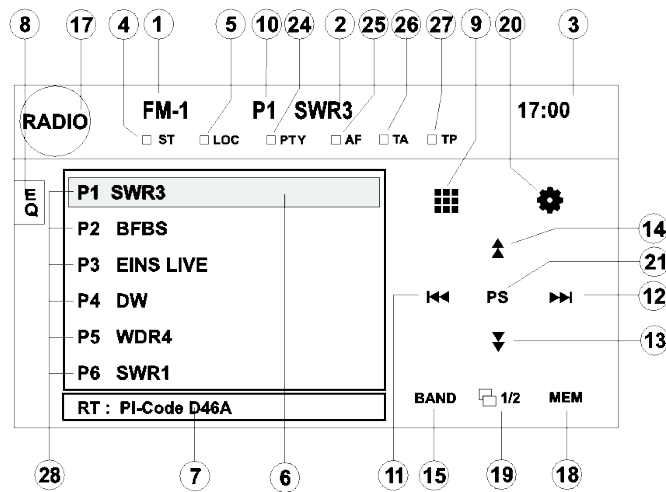 8 17 4 1 5 10 24 2 25 26 27 9 20 3
RADIO FM-1 P1 SWR3 17:00
ST LOC PTY AF TA TP
EQ
P1 SWR3
P2 BFBS
P3 EINS LIVE
P4 DW
P5 WDR4
P6 SWR1
RT : PI-Code D46A
14
21
PS
12
13
BAND 1/2 MEM
28 7 6 11 15 19 18